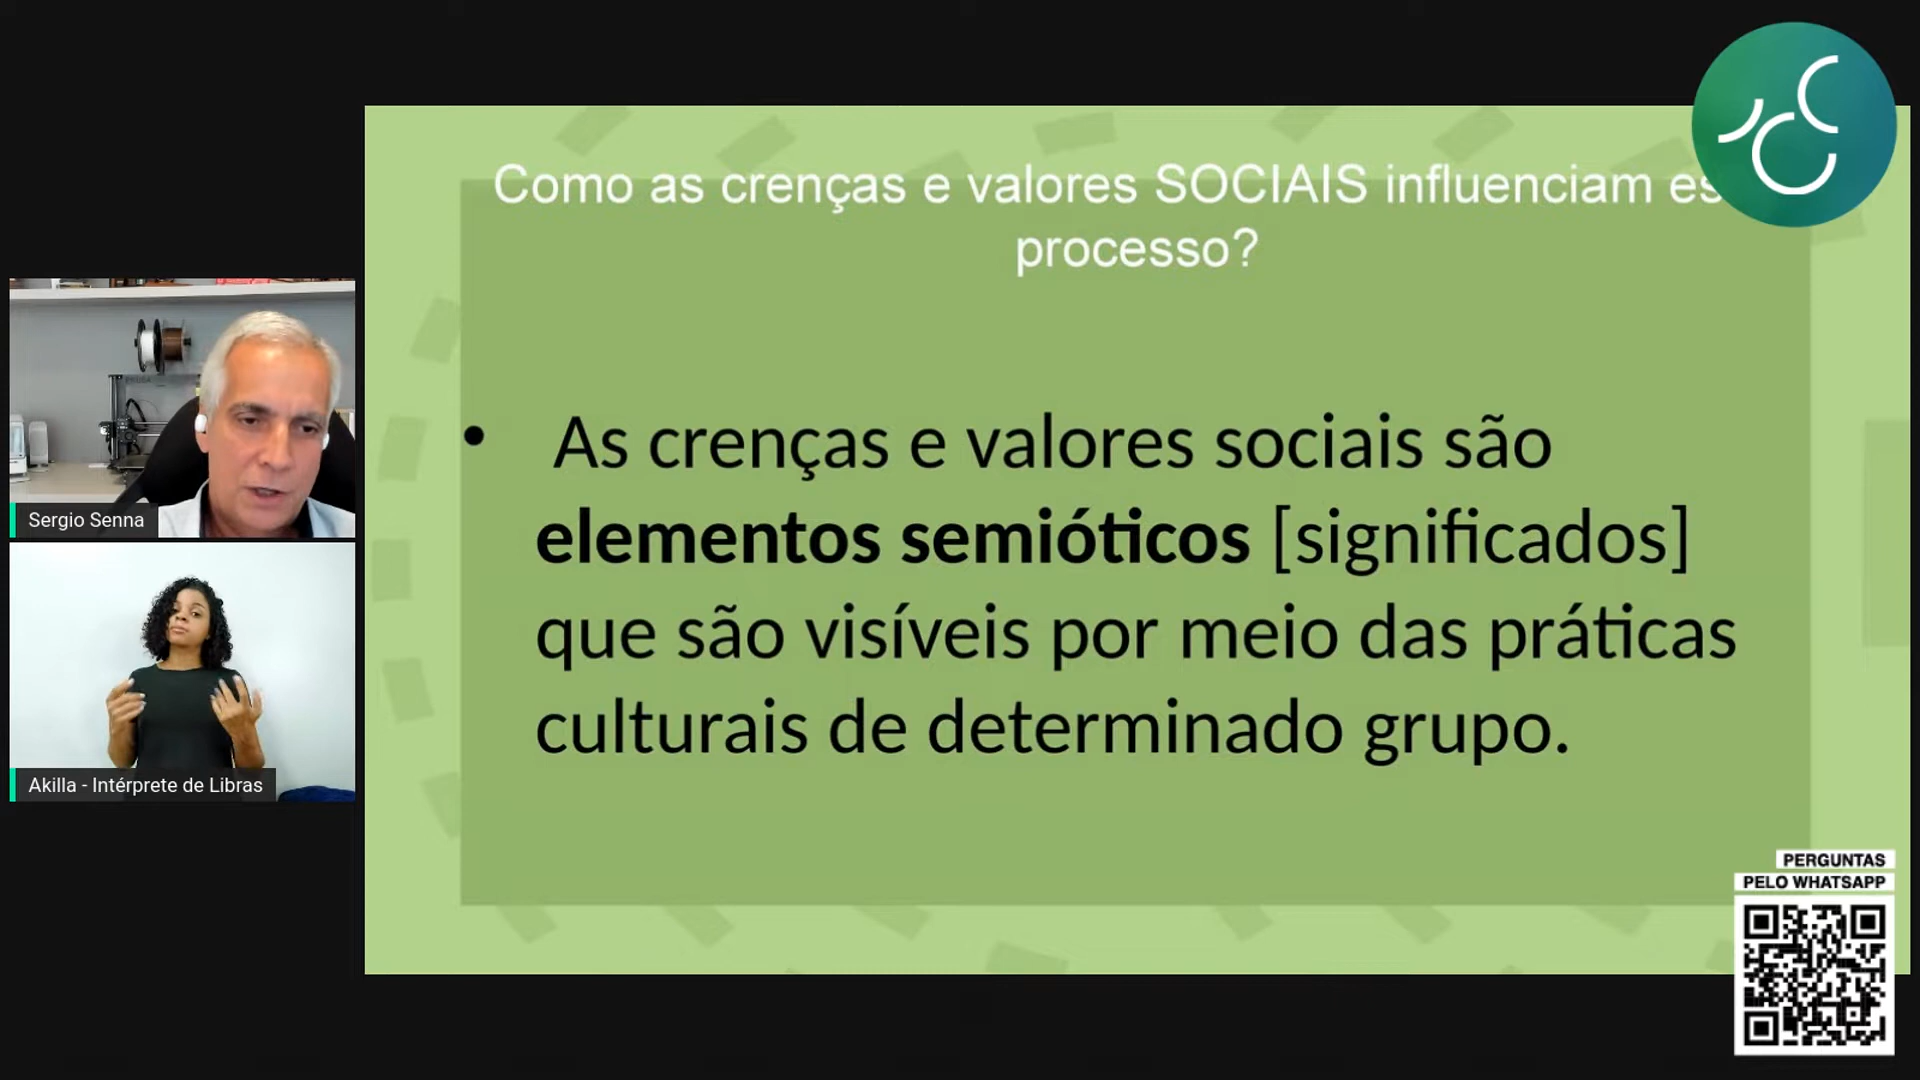 Como as crenças e valores SOCIAIS influenciam
processo?
• As crenças e valores sociais são
elementos semióticos [significados]
que são visíveis por meio das práticas
culturais de determinado grupo.
Sergio Senna
Akilla - Intérprete de Libras
PERGUNTAS
PELO WHATSAPP